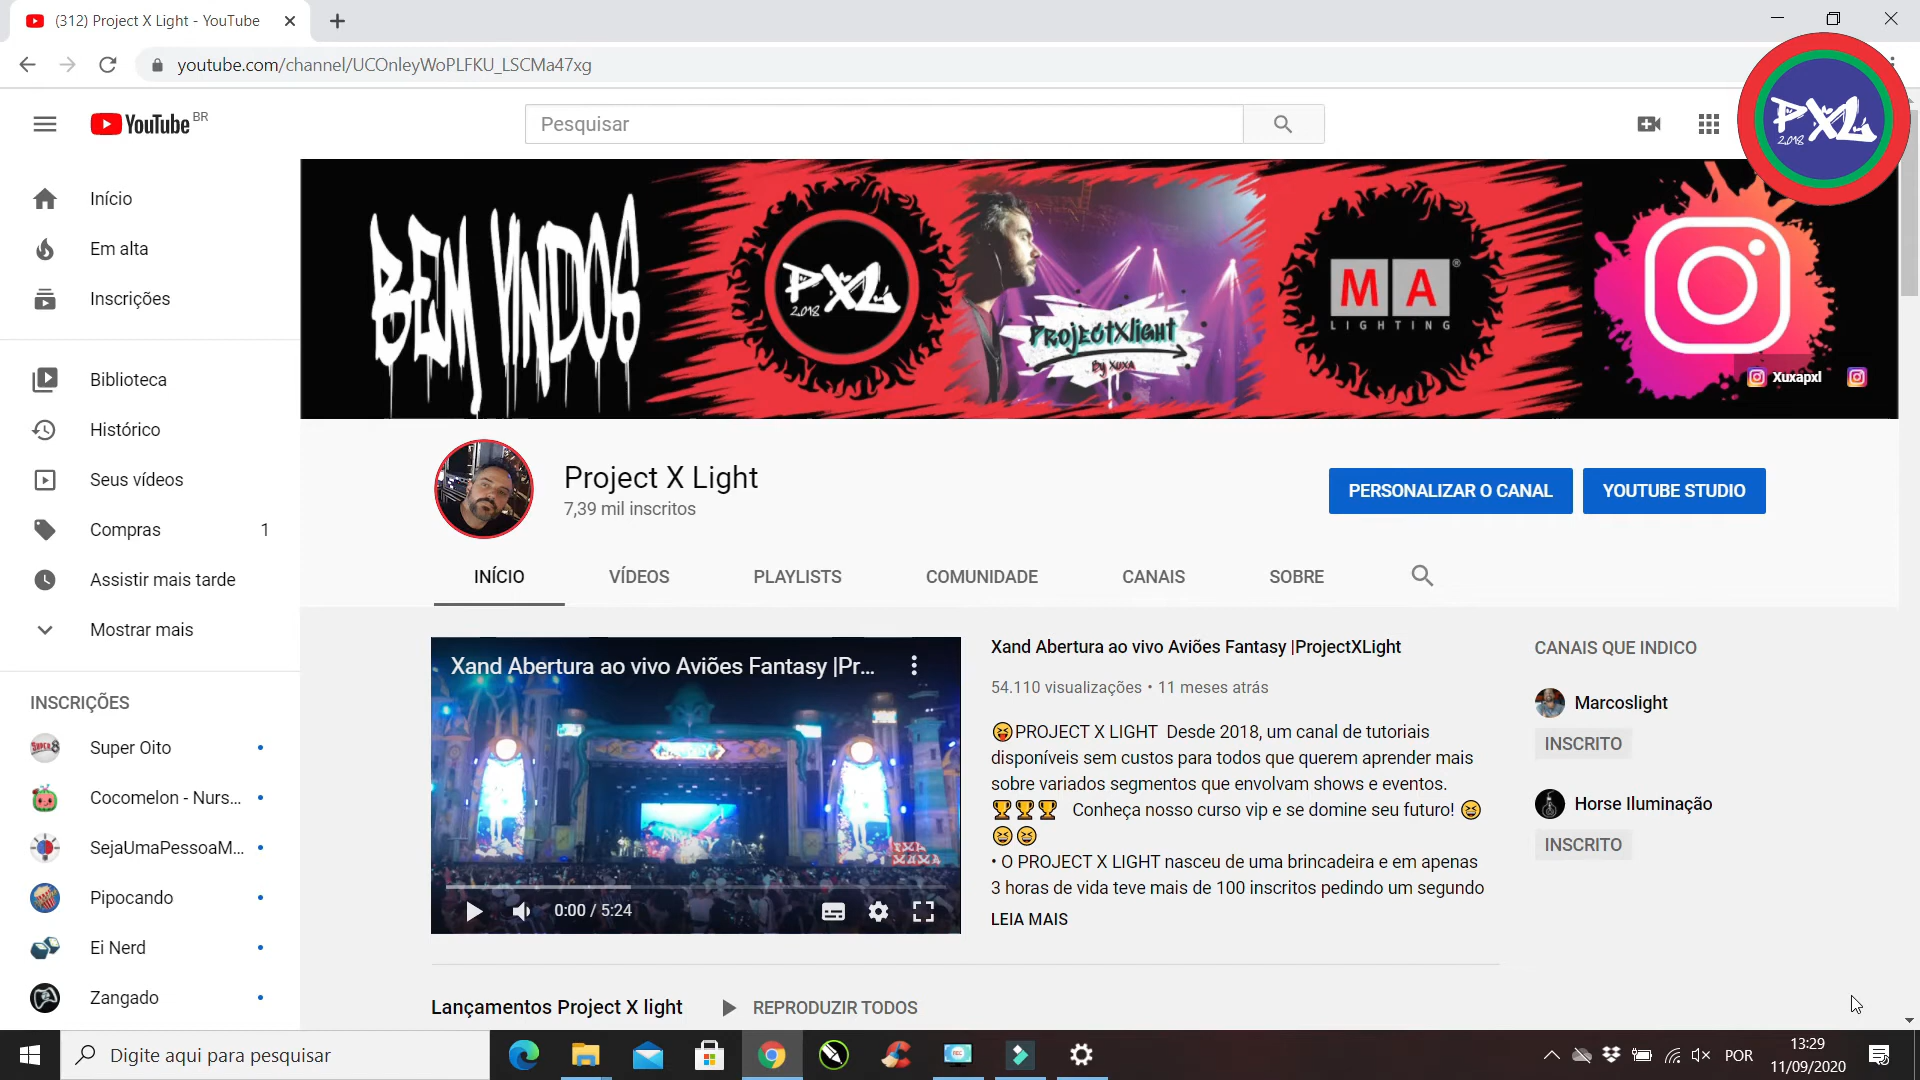 (312) Project X Light - YouTube
youtube.com/channel/UCOnleyWoPLFKU_LSCMa47xg
YouTube BR
Pesquisar
PXL
2.018
Início
Em alta
Inscrições
Biblioteca
Histórico
Seus vídeos
Compras 1
Assistir mais tarde
Mostrar mais
INSCRIÇÕES
Super Oito
Cocomelon - Nurs...
SejaUmaPessoaM...
Pipocando
Ei Nerd
Zangado
BEM VINDOS
PXL
2.018
PROJECTXLIGHT
By XUXA
MA®
LIGHTING
Xuxapxl
Project X Light
7,39 mil inscritos
PERSONALIZAR O CANAL
YOUTUBE STUDIO
INÍCIO VÍDEOS PLAYLISTS COMUNIDADE CANAIS SOBRE
Xand Abertura ao vivo Aviões Fantasy |Pr...
0:00 / 5:24
Xand Abertura ao vivo Aviões Fantasy |ProjectXLight
54.110 visualizações • 11 meses atrás
😝PROJECT X LIGHT Desde 2018, um canal de tutoriais
disponíveis sem custos para todos que querem aprender mais
sobre variados segmentos que envolvam shows e eventos.
🏆🏆🏆 Conheça nosso curso vip e se domine seu futuro! 😆
😆😆
• O PROJECT X LIGHT nasceu de uma brincadeira e em apenas
3 horas de vida teve mais de 100 inscritos pedindo um segundo
LEIA MAIS
CANAIS QUE INDICO
Marcoslight
INSCRITO
Horse Iluminação
INSCRITO
Lançamentos Project X light
REPRODUZIR TODOS
Digite aqui para pesquisar
REC
POR
13:29
11/09/2020